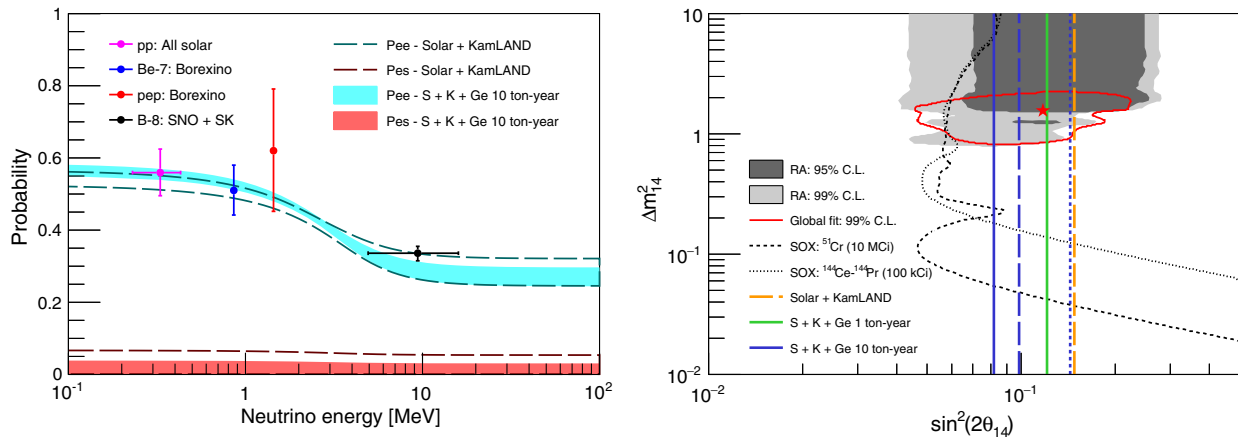 pp: All solar
Be-7: Borexino
pep: Borexino
B-8: SNO + SK
Pee - Solar + KamLAND
Pes - Solar + KamLAND
Pee - S + K + Ge 10 ton-year
Pes - S + K + Ge 10 ton-year
Probability
1
0.8
0.6
0.4
0.2
0
10⁻¹
1
10
10²
Neutrino energy [MeV]
RA: 95% C.L.
RA: 99% C.L.
Global fit: 99% C.L.
SOX: ⁵¹Cr (10 MCi)
SOX: ¹⁴⁴Ce-¹⁴⁴Pr (100 kCi)
Solar + KamLAND
S + K + Ge 1 ton-year
S + K + Ge 10 ton-year
Δm²₁₄
10
1
10⁻¹
10⁻²
10⁻²
10⁻¹
sin²(2θ₁₄)